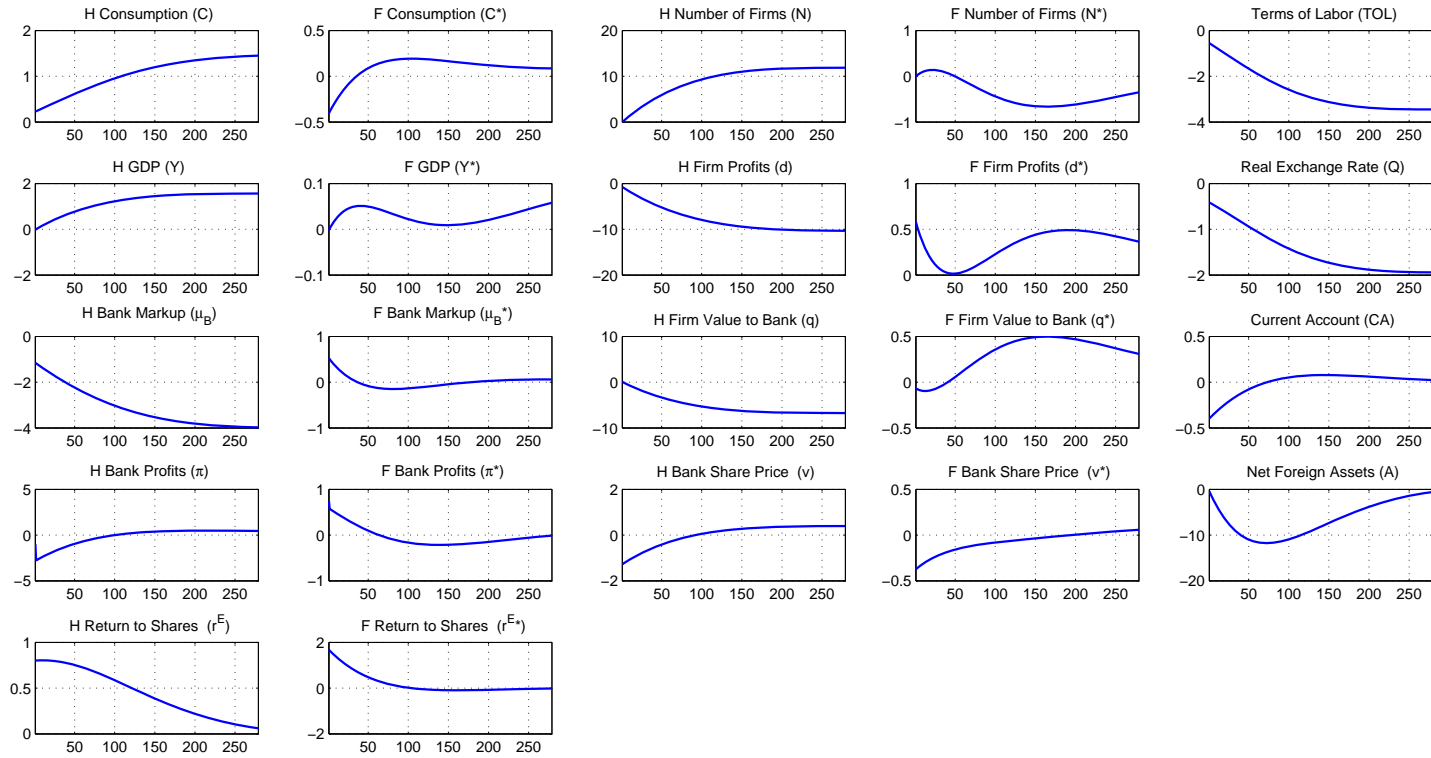 H Consumption (C)
2
1
0
50 100 150 200 250
F Consumption (C*)
0.5
0
−0.5
50 100 150 200 250
H Number of Firms (N)
20
10
0
50 100 150 200 250
F Number of Firms (N*)
1
0
−1
50 100 150 200 250
Terms of Labor (TOL)
0
−2
−4
50 100 150 200 250
H GDP (Y)
2
0
−2
50 100 150 200 250
F GDP (Y*)
0.1
0
−0.1
50 100 150 200 250
H Firm Profits (d)
0
−10
−20
50 100 150 200 250
F Firm Profits (d*)
1
0.5
0
50 100 150 200 250
Real Exchange Rate (Q)
0
−1
−2
50 100 150 200 250
H Bank Markup (μB)
0
−2
−4
50 100 150 200 250
F Bank Markup (μB*)
1
0
−1
50 100 150 200 250
H Firm Value to Bank (q)
10
0
−10
50 100 150 200 250
F Firm Value to Bank (q*)
0.5
0
−0.5
50 100 150 200 250
Current Account (CA)
0.5
0
−0.5
50 100 150 200 250
H Bank Profits (π)
5
0
−5
50 100 150 200 250
F Bank Profits (π*)
1
0
−1
50 100 150 200 250
H Bank Share Price (v)
2
0
−2
50 100 150 200 250
F Bank Share Price (v*)
0.5
0
−0.5
50 100 150 200 250
Net Foreign Assets (A)
0
−10
−20
50 100 150 200 250
H Return to Shares (rE)
1
0.5
0
50 100 150 200 250
F Return to Shares (rE*)
2
0
−2
50 100 150 200 250